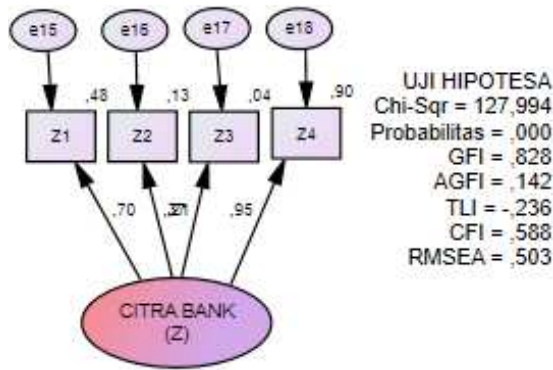 e15 e16 e17 e18
,48 ,13 ,04 ,90
Z1 Z2 Z3 Z4
,70 ,95
CITRA BANK
(Z)
UJI HIPOTESA
Chi-Sqr = 127,994
Probabilitas = ,000
GFI = ,828
AGFI = ,142
TLI = -,236
CFI = ,588
RMSEA = ,503